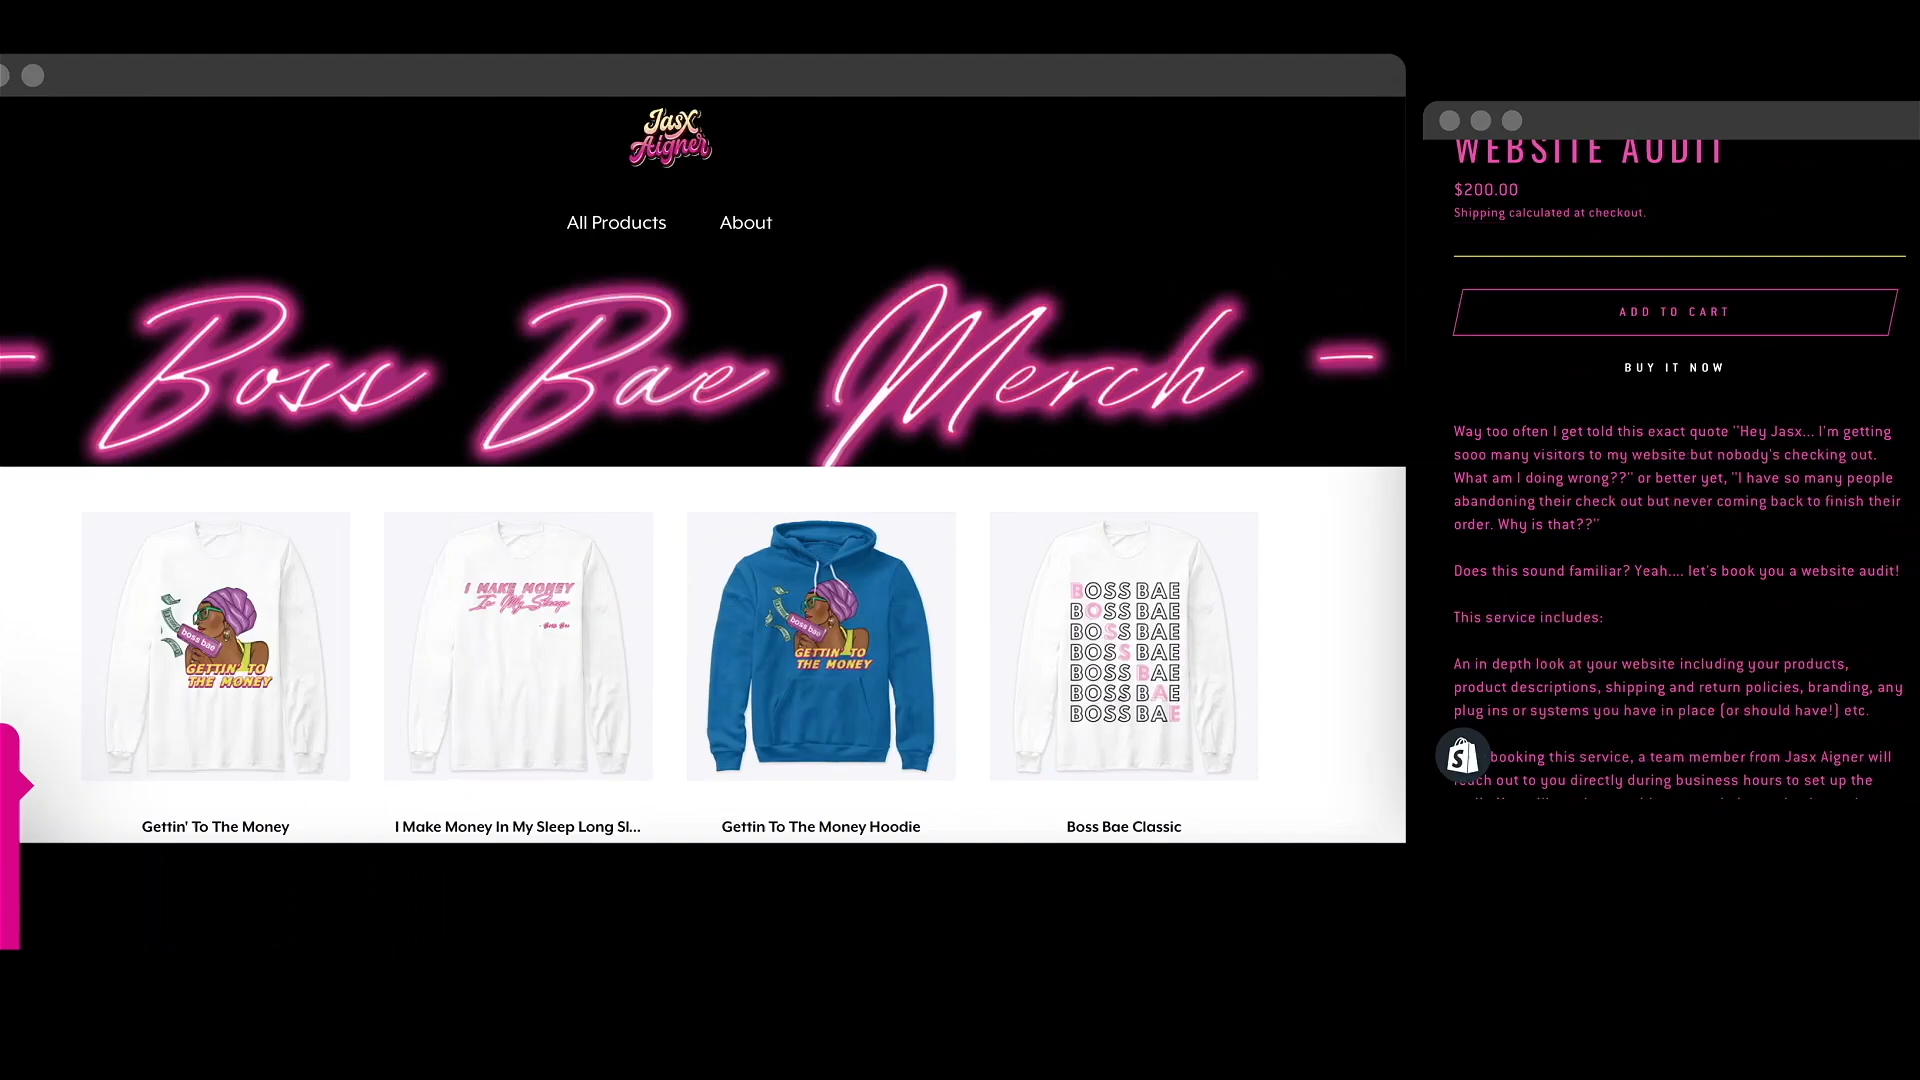 JasX
Aigner
All Products
About
- Boss Bae Merch -
boss bae
GETTIN' TO
THE MONEY
I MAKE MONEY
In My Sleep
- Boss Bae
boss bae
GETTIN' TO
THE MONEY
BOSS BAE
BOSS BAE
BOSS BAE
BOSS BAE
BOSS BAE
BOSS BAE
BOSS BAE
Gettin' To The Money
I Make Money In My Sleep Long Sl...
Gettin To The Money Hoodie
Boss Bae Classic
WEBSITE AUDIT
$200.00
Shipping calculated at checkout.
ADD TO CART
BUY IT NOW
Way too often I get told this exact quote "Hey Jasx... I'm getting
sooo many visitors to my website but nobody's checking out.
What am I doing wrong??" or better yet, "I have so many people
abandoning their check out but never coming back to finish their
order. Why is that??"
Does this sound familiar? Yeah.... let's book you a website audit!
This service includes:
An in depth look at your website including your products,
product descriptions, shipping and return policies, branding, any
plug ins or systems you have in place (or should have!) etc.
booking this service, a team member from Jasx Aigner will
out to you directly during business hours to set up the